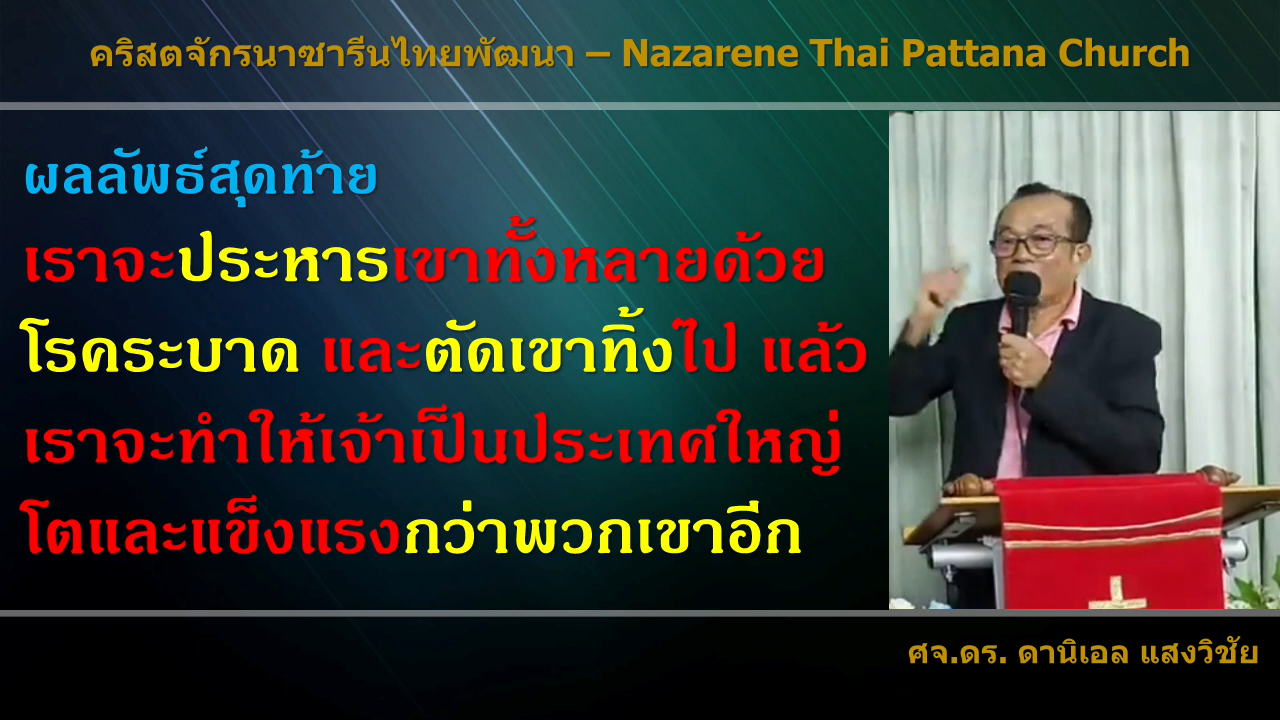 คริสตจักรนาซารีนไทยพัฒนา – Nazarene Thai Pattana Church
ผลลัพธ์สุดท้าย
เราจะประหารเขาทั้งหลายด้วย
โรคระบาด และตัดเขาทิ้งไป แล้ว
เราจะทำให้เจ้าเป็นประเทศใหญ่
โตและแข็งแรงกว่าพวกเขาอีก
ศจ.ดร. ดานิเอล แสงวิชัย